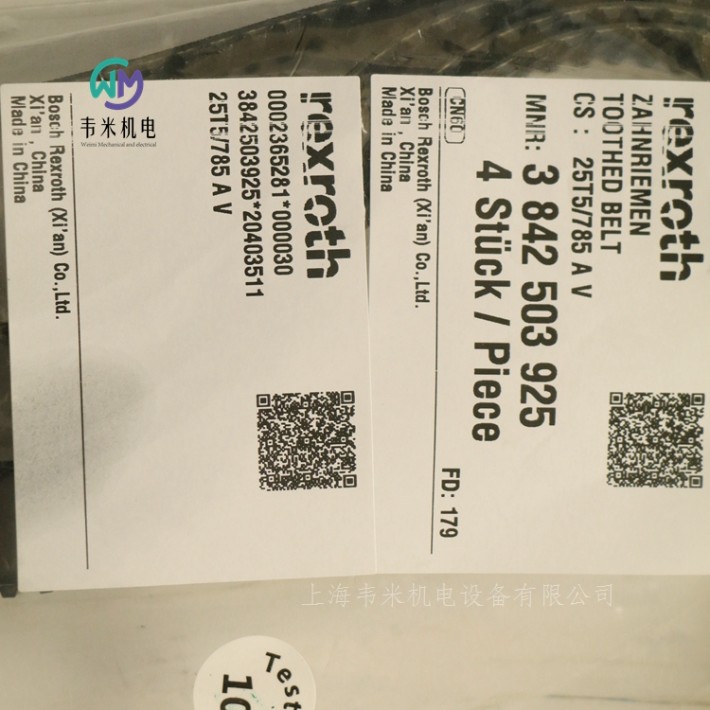 WM
韦米机电
Weimi Mechanical and electrical
rexroth
0002365281*000030
3842503925*20403511
25T5/785 A V
Bosch Rexroth (Xi'an) Co.,Ltd.
Xi'an , China
Made in China
rexroth
ZAHNRIEMEN
TOOTHED BELT
CS : 25T5/785 A V
MNR: 3 842 503 925
4 Stück / Piece
CN60
FD: 179
Bosch Rexroth (Xi'an) Co.,Ltd.
Xi'an , China
Made in China
上海韦米机电设备有限公司
Test
10